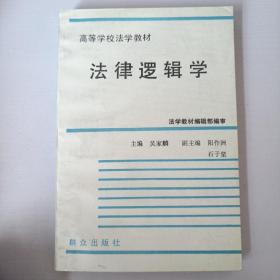 高等学校法学教材
法律逻辑学
法学教材编辑部编审
主编 吴家麟 副主编 阳作洲
石子坚
群众出版社